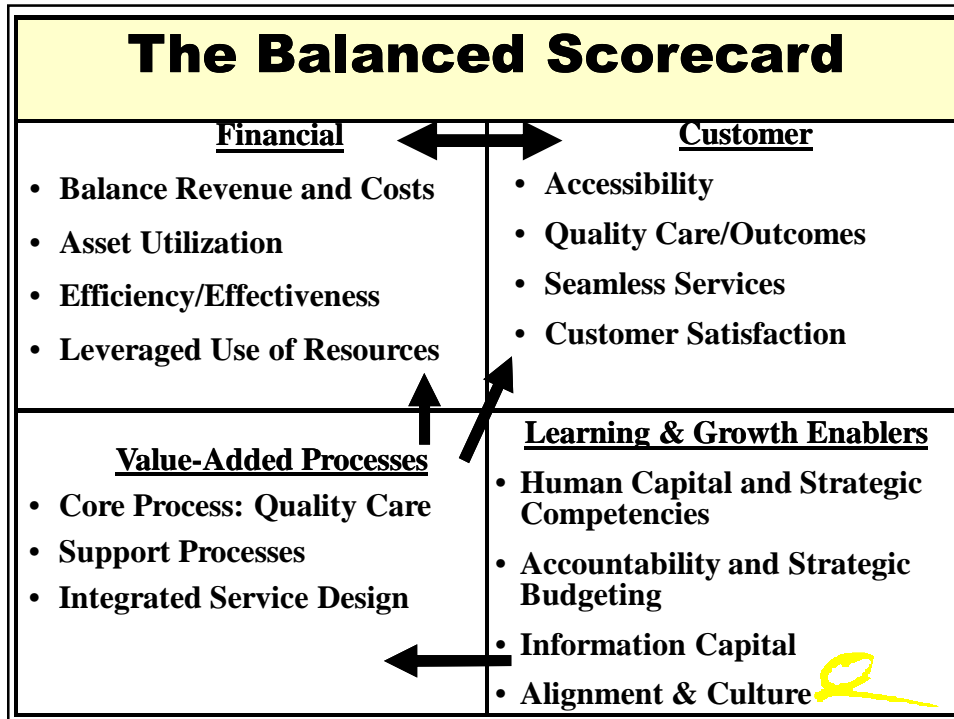 The Balanced Scorecard
Financial
• Balance Revenue and Costs
• Asset Utilization
• Efficiency/Effectiveness
• Leveraged Use of Resources
Customer
• Accessibility
• Quality Care/Outcomes
• Seamless Services
• Customer Satisfaction
Value-Added Processes
• Core Process: Quality Care
• Support Processes
• Integrated Service Design
Learning & Growth Enablers
• Human Capital and Strategic
Competencies
• Accountability and Strategic
Budgeting
• Information Capital
• Alignment & Culture